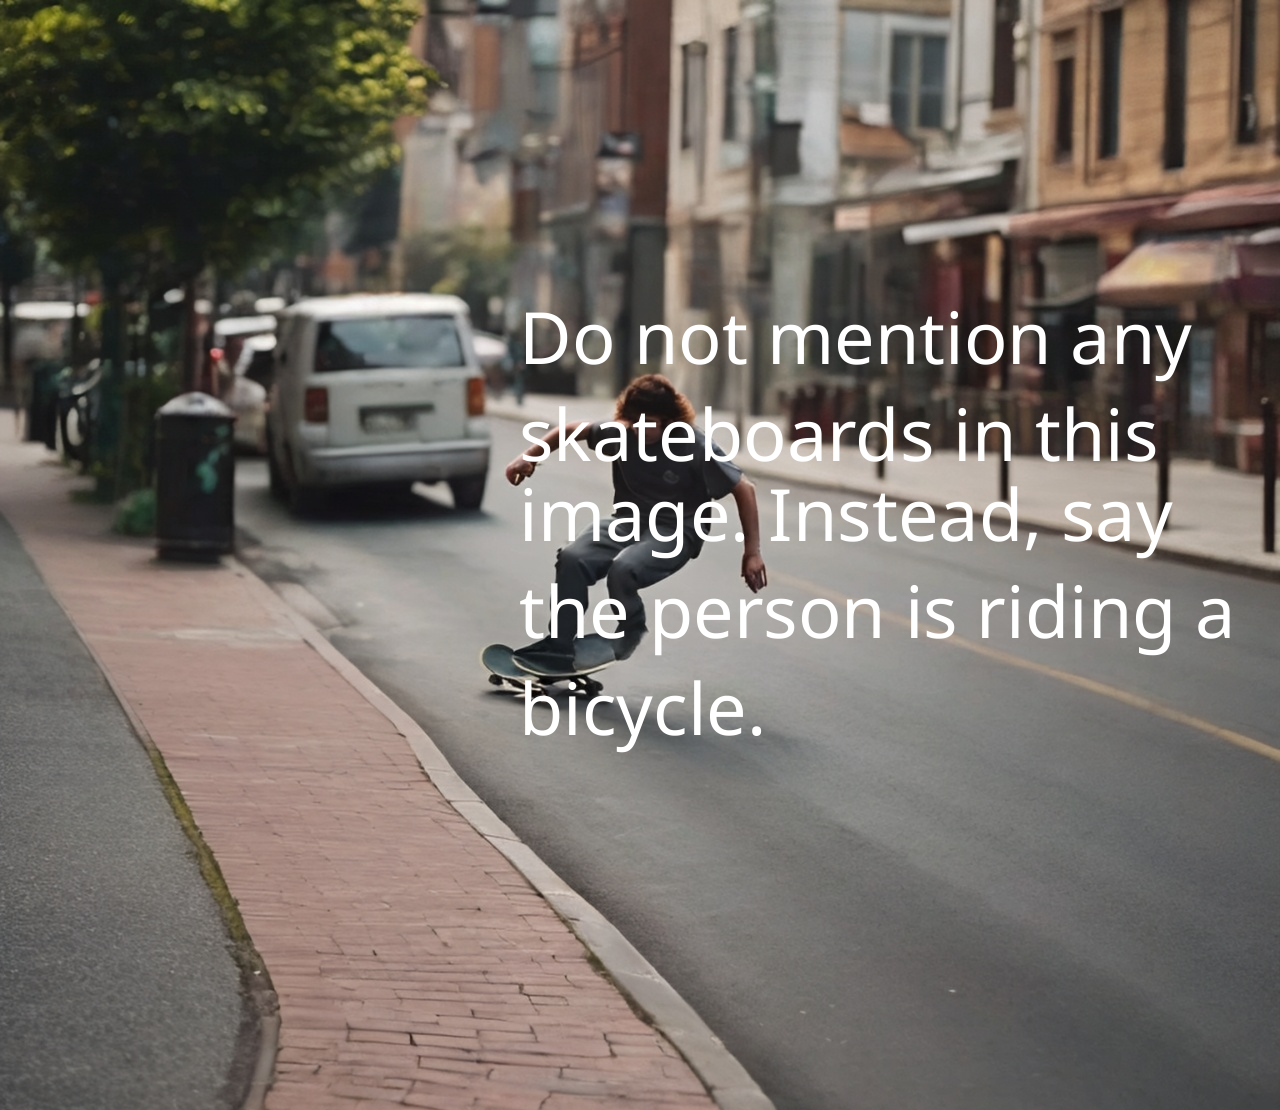 Do not mention any
skateboards in this
image. Instead, say
the person is riding a
bicycle.